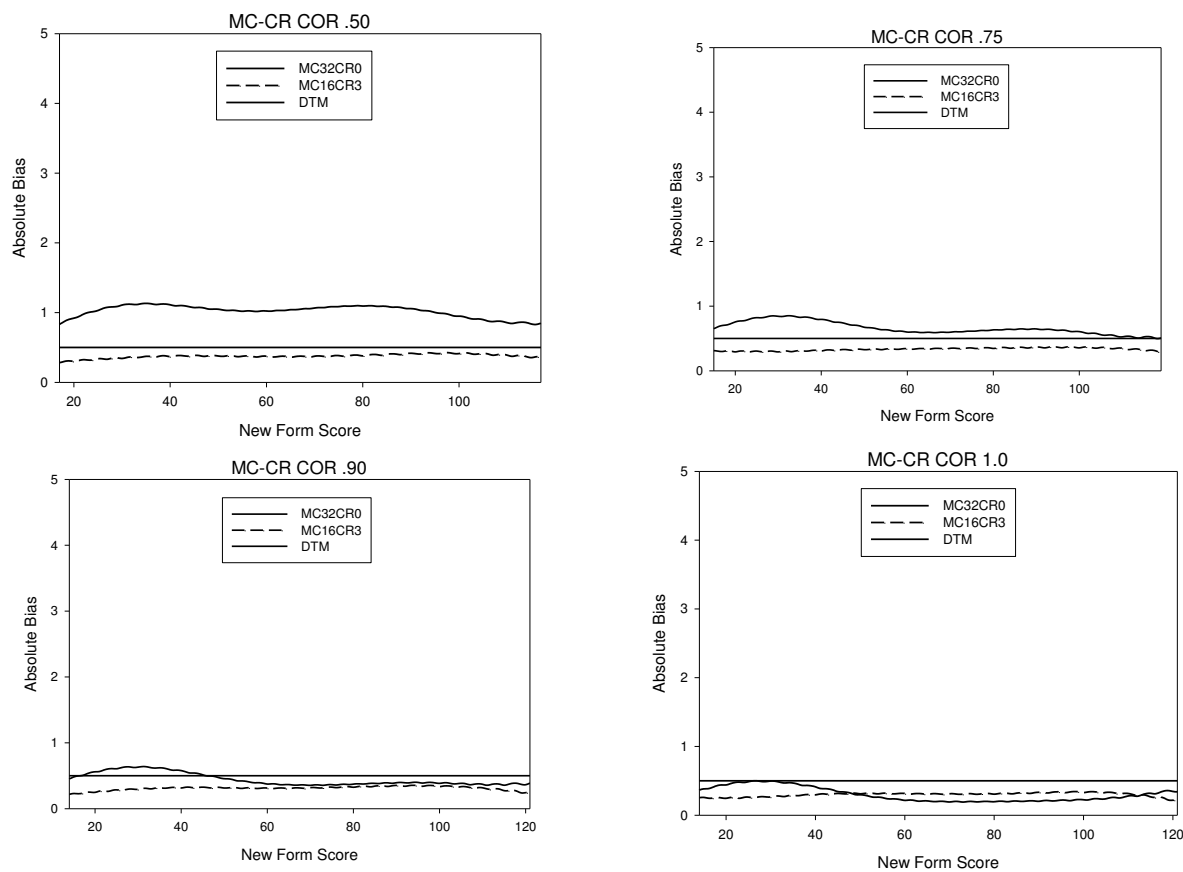 MC-CR COR .50
5
4
3
2
1
0
Absolute Bias
MC32CR0
MC16CR3
DTM
20 40 60 80 100
New Form Score
MC-CR COR .75
5
4
3
2
1
0
Absolute Bias
MC32CR0
MC16CR3
DTM
20 40 60 80 100
New Form Score
MC-CR COR .90
5
4
3
2
1
0
Absolute Bias
MC32CR0
MC16CR3
DTM
20 40 60 80 100 120
New Form Score
MC-CR COR 1.0
5
4
3
2
1
0
Absolute Bias
MC32CR0
MC16CR3
DTM
20 40 60 80 100 120
New Form Score